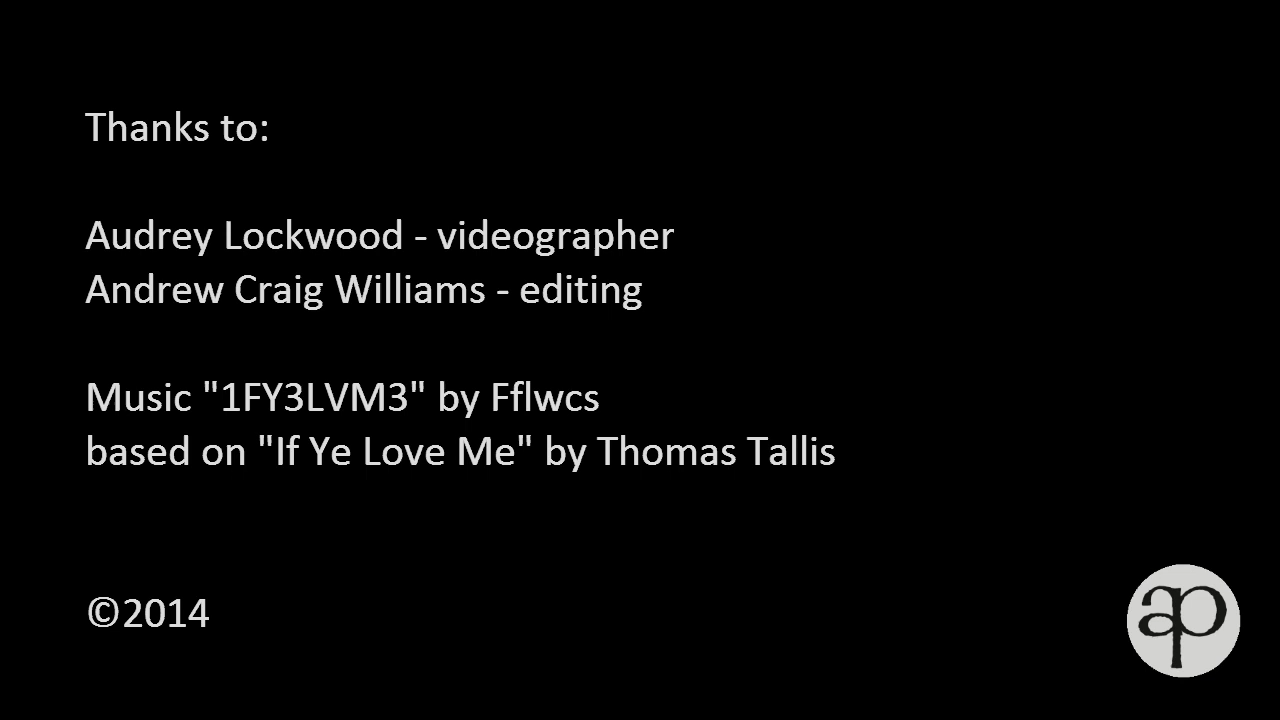 Thanks to:
Audrey Lockwood - videographer
Andrew Craig Williams - editing
Music "1FY3LVM3" by Fflwcs
based on "If Ye Love Me" by Thomas Tallis
©2014
ap